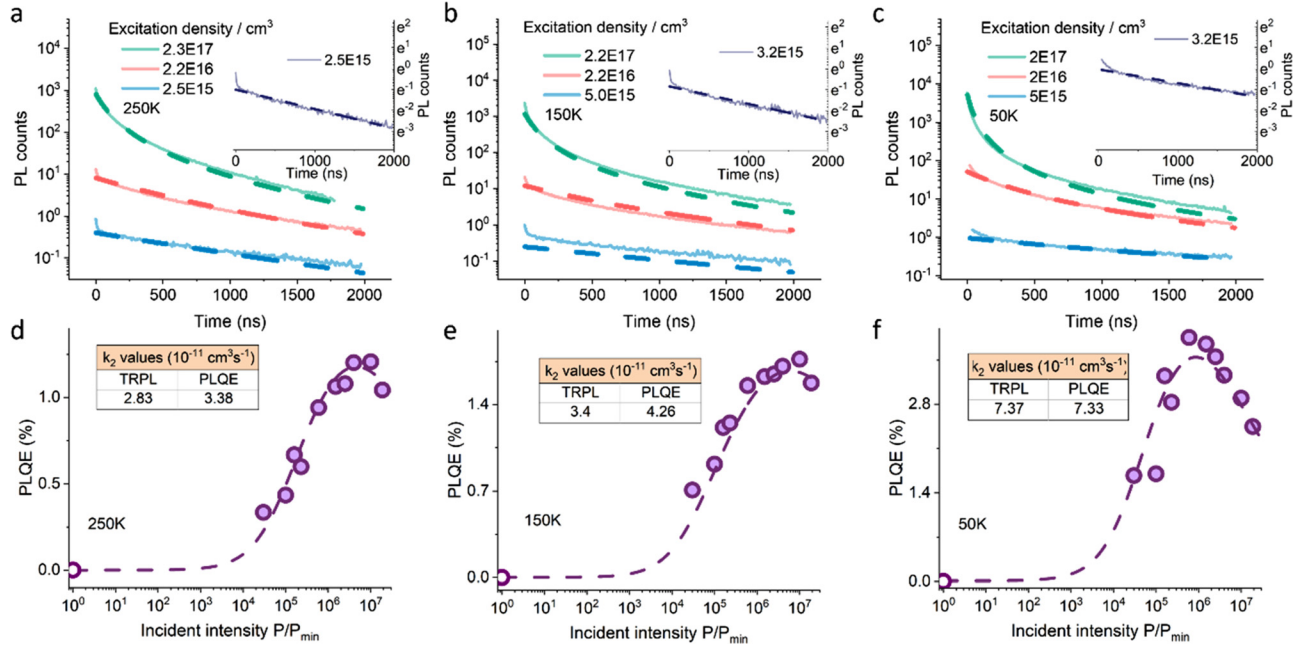 a
Excitation density / cm³
2.3E17
2.2E16
2.5E15
250K
PL counts
10⁴
10³
10²
10¹
10⁰
10⁻¹
0 500 1000 1500 2000
Time (ns)
2.5E15
e²
e¹
e⁰
e⁻¹
e⁻²
e⁻³
PL counts
0 1000 2000
Time (ns)
b
Excitation density / cm³
2.2E17
2.2E16
5.0E15
150K
PL counts
10⁵
10⁴
10³
10²
10¹
10⁰
10⁻¹
0 500 1000 1500 2000
Time (ns)
3.2E15
e²
e¹
e⁰
e⁻¹
e⁻²
e⁻³
PL counts
0 1000 2000
Time (ns)
c
Excitation density / cm³
2E17
2E16
5E15
50K
PL counts
10⁵
10⁴
10³
10²
10¹
10⁰
10⁻¹
0 500 1000 1500 2000
Time (ns)
3.2E15
e²
e¹
e⁰
e⁻¹
e⁻²
e⁻³
PL counts
0 1000 2000
Time (ns)
d
k₂ values (10⁻¹¹ cm³s⁻¹)
TRPL PLQE
2.83 3.38
250K
PLQE (%)
1.0
0.5
0.0
10⁰ 10¹ 10² 10³ 10⁴ 10⁵ 10⁶ 10⁷
Incident intensity P/Pmin
e
k₂ values (10⁻¹¹ cm³s⁻¹)
TRPL PLQE
3.4 4.26
150K
PLQE (%)
1.4
0.7
0.0
10⁰ 10¹ 10² 10³ 10⁴ 10⁵ 10⁶ 10⁷
Incident intensity P/Pmin
f
k₂ values (10⁻¹¹ cm³s⁻¹)
TRPL PLQE
7.37 7.33
50K
PLQE (%)
2.8
1.4
0.0
10⁰ 10¹ 10² 10³ 10⁴ 10⁵ 10⁶ 10⁷
Incident intensity P/Pmin